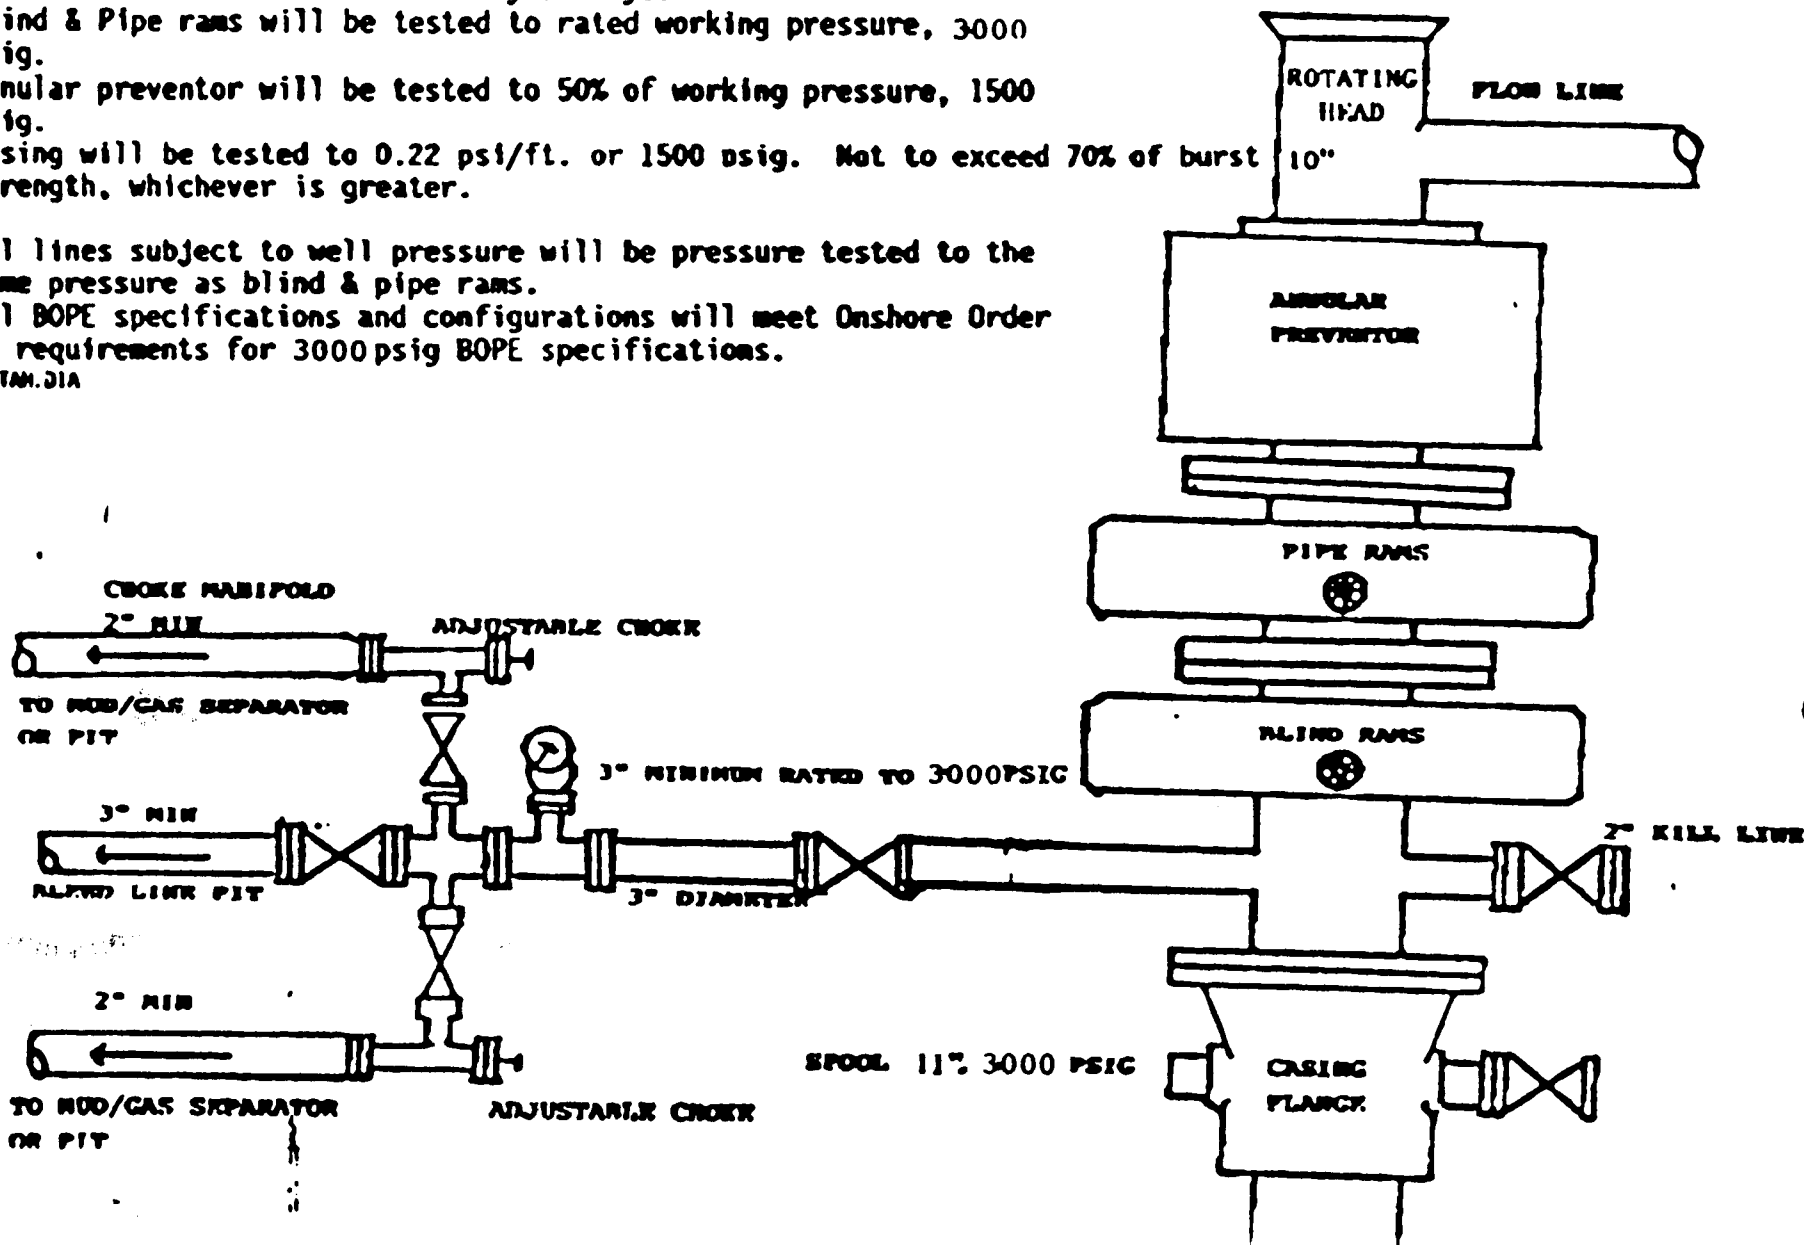 ind & Pipe rams will be tested to rated working pressure, 3000
ig.
nular preventor will be tested to 50% of working pressure, 1500
ig.
sing will be tested to 0.22 psi/ft. or 1500 psig. Not to exceed 70% of burst
rength, whichever is greater.
l lines subject to well pressure will be pressure tested to the
me pressure as blind & pipe rams.
l BOPE specifications and configurations will meet Onshore Order
requirements for 3000 psig BOPE specifications.
TAM.DIA
ROTATING
HEAD
FLOW LINE
10"
ANNULAR
PREVENTOR
PIPE RAMS
BLIND RAMS
CHOKE MANIFOLD
2" MIN
ADJUSTABLE CHOKE
TO MUD/GAS SEPARATOR
OR PIT
3" MINIMUM RATED TO 3000PSIG
3" MIN
LINE PIT
3" DIAMETER
2" KILL LINE
2" MIN
SPOOL 11", 3000 PSIG
CASING
FLANGE
TO MUD/GAS SEPARATOR
OR PIT
ADJUSTABLE CHOKE